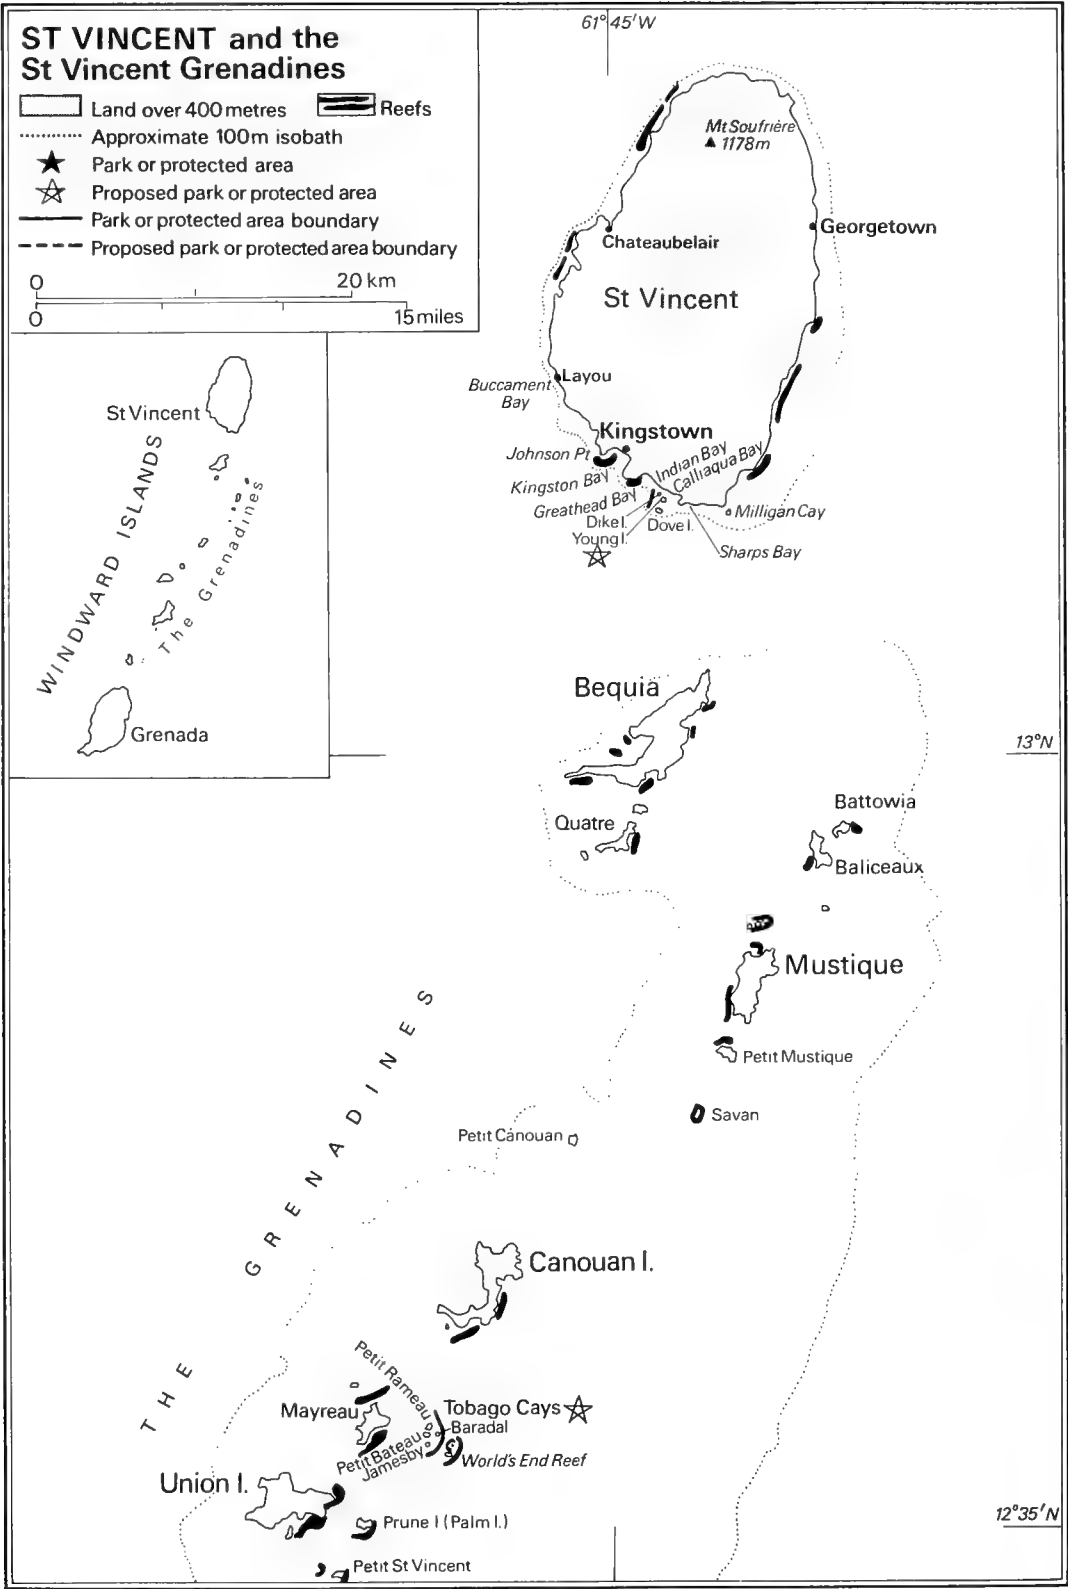 ST VINCENT and the
St Vincent Grenadines
Land over 400 metres
Reefs
Approximate 100m isobath
Park or protected area
Proposed park or protected area
Park or protected area boundary
Proposed park or protected area boundary
0 20 km
0 15 miles
61°45'W
Mt Soufrière
1178m
Georgetown
Chateaubelair
St Vincent
Layou
Buccament
Bay
Kingstown
Johnson Pt
Indian Bay
Calliaqua Bay
Kingston Bay
Greathead Bay
Milligan Cay
Dike I.
Dove I.
Young I.
Sharps Bay
St Vincent
WINDWARD ISLANDS
The Grenadines
Grenada
Bequia
13°N
Battowia
Quatre
Baliceaux
Mustique
Petit Mustique
Savan
Petit Canouan
THE GRENADINES
Canouan I.
Petit Rameau
Tobago Cays
Mayreau
Baradal
Petit Bateau
Jamesby
World's End Reef
Union I.
12°35'N
Prune I (Palm I.)
Petit St Vincent